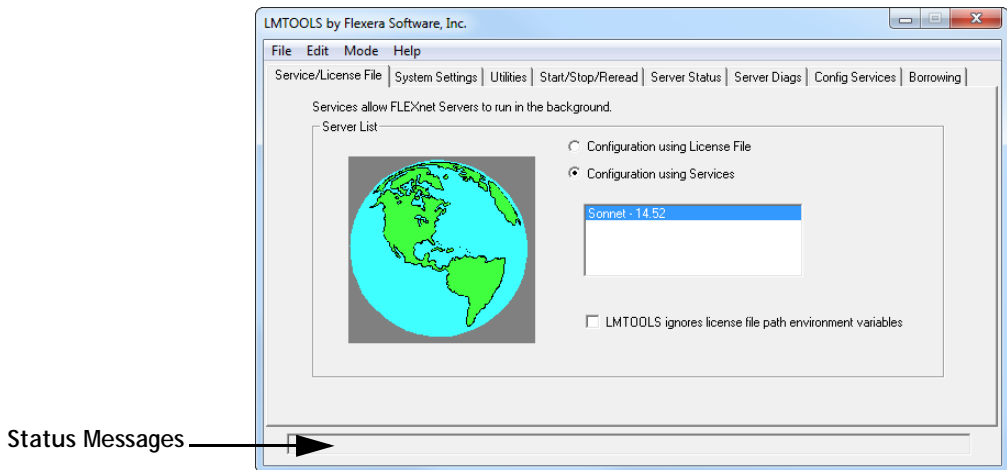 LMTOOLS by Flexera Software, Inc.
File Edit Mode Help
Service/License File System Settings Utilities Start/Stop/Reread Server Status Server Diags Config Services Borrowing
Services allow FLEXnet Servers to run in the background.
Server List
Configuration using License File
Configuration using Services
Sonnet - 14.52
LMTOOLS ignores license file path environment variables
Status Messages